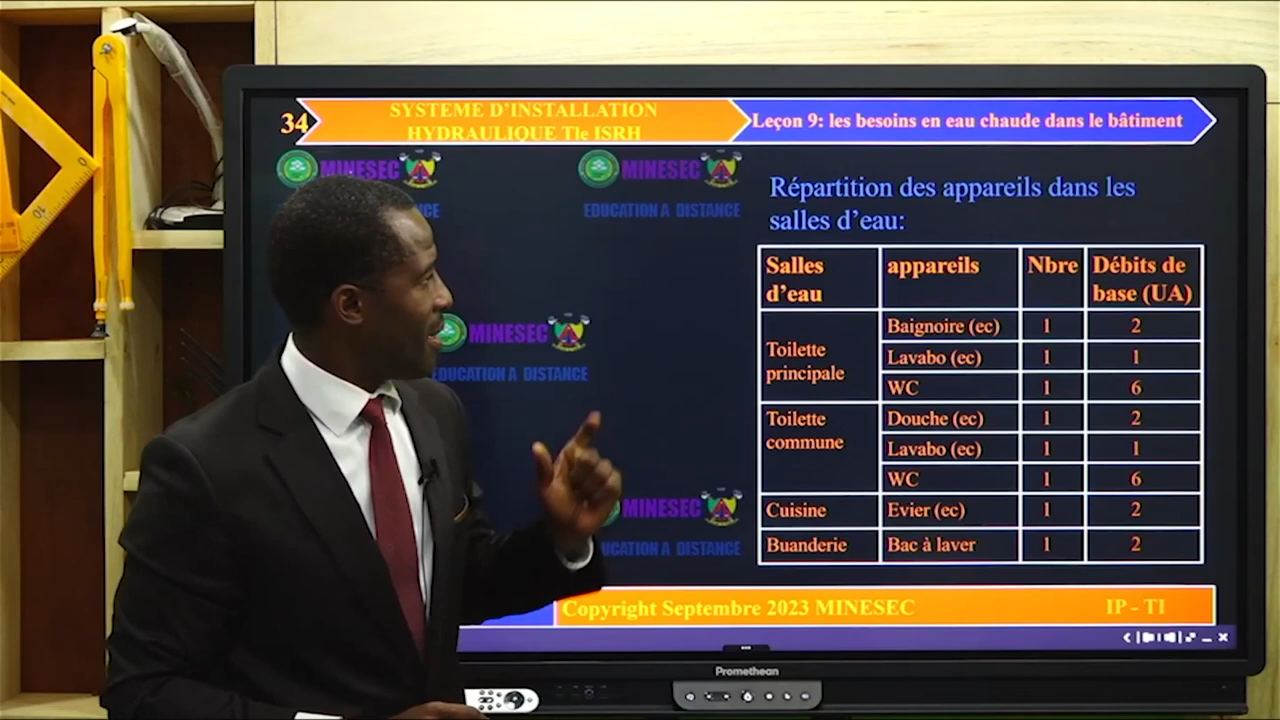 34
SYSTEME D'INSTALLATION
HYDRAULIQUE Tle ISRH
Leçon 9: les besoins en eau chaude dans le bâtiment
MINESEC
MINESEC
EDUCATION A DISTANCE
MINESEC
EDUCATION A DISTANCE
MINESEC
DISTANCE
Répartition des appareils dans les
salles d'eau:
Salles d'eau appareils Nbre Débits de base (UA)
Toilette principale Baignoire (ec) 1 2
Lavabo (ec) 1 1
WC 1 6
Toilette commune Douche (ec) 1 2
Lavabo (ec) 1 1
WC 1 6
Cuisine Evier (ec) 1 2
Buanderie Bac à laver 1 2
Copyright Septembre 2023 MINESEC IP - TI
Promethean